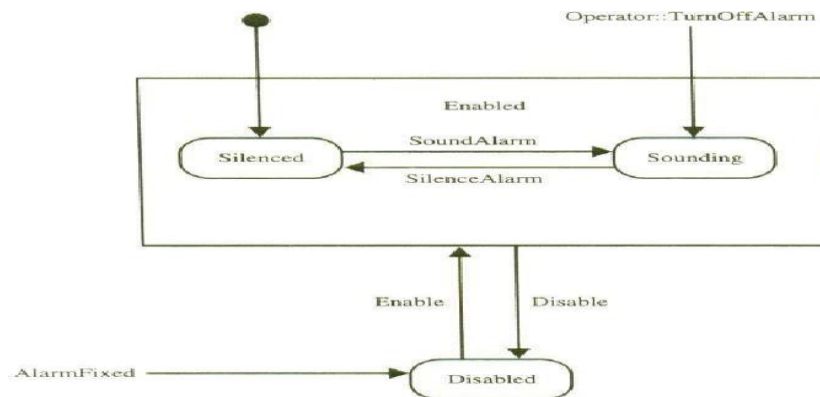 Operator::TurnOffAlarm
Enabled
SoundAlarm
Silenced
Sounding
SilenceAlarm
Enable
Disable
AlarmFixed
Disabled